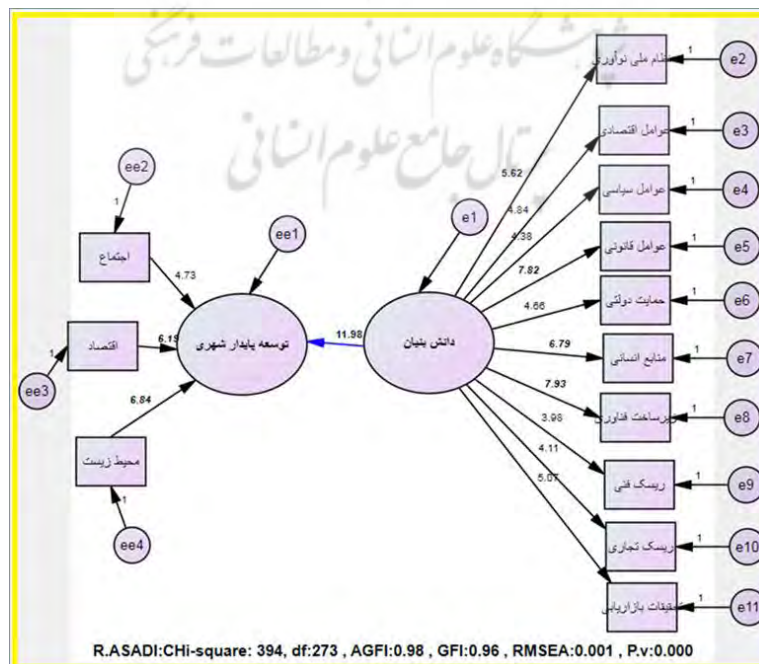 پژوهشگاه علوم انسانی و مطالعات فرهنگی
پرتال جامع علوم انسانی
نظام ملی نوآوری
1
e2
عوامل اقتصادی
1
e3
عوامل سیاسی
1
e4
عوامل قانونی
1
e5
حمایت دولتی
1
e6
منابع انسانی
1
e7
زیرساخت فناوری
1
e8
ریسک فنی
1
e9
ریسک تجاری
1
e10
تحقیقات بازاریابی
1
e11
5.62
4.84
4.38
7.82
4.66
6.79
7.93
3.96
4.11
5.07
e1
دانش بنیان
11.98
ee1
توسعه پایدار شهری
ee2
1
اجتماع
4.73
اقتصاد
6.15
1
ee3
6.84
محیط زیست
1
ee4
R.ASADI:CHi-square: 394, df:273 , AGFI:0.98 , GFI:0.96 , RMSEA:0.001 , P.v:0.000